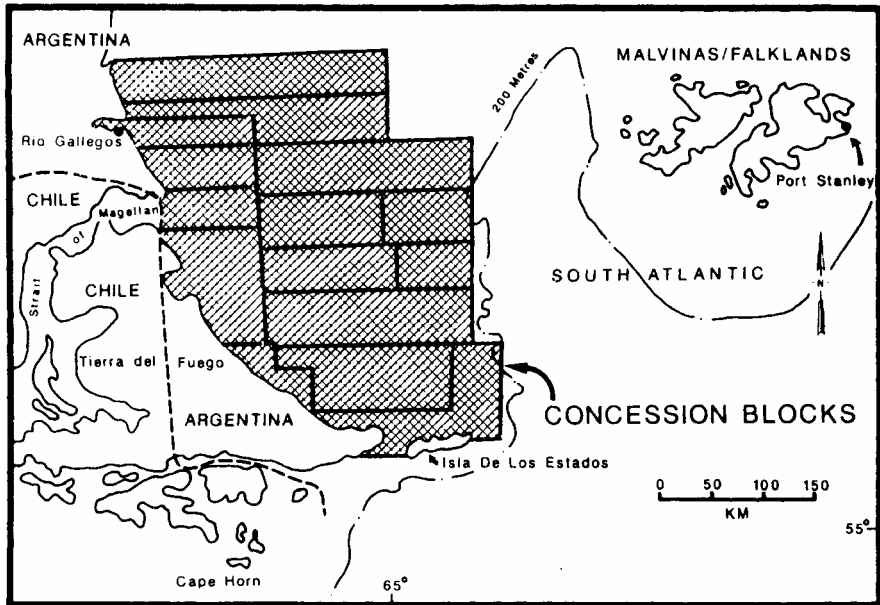 ARGENTINA
MALVINAS/FALKLANDS
200 Metres
Rio Gallegos
Port Stanley
CHILE
Strait of Magellan
SOUTH ATLANTIC
N
CHILE
Tierra del Fuego
ARGENTINA
CONCESSION BLOCKS
Isla De Los Estados
0 50 100 150
KM
55°
Cape Horn
65°